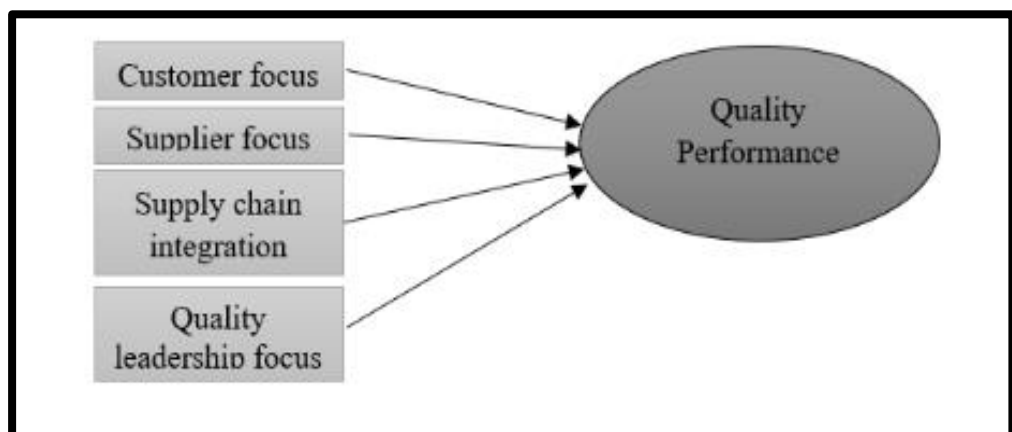 Customer focus
Supplier focus
Supply chain
integration
Quality
leadership focus
Quality
Performance